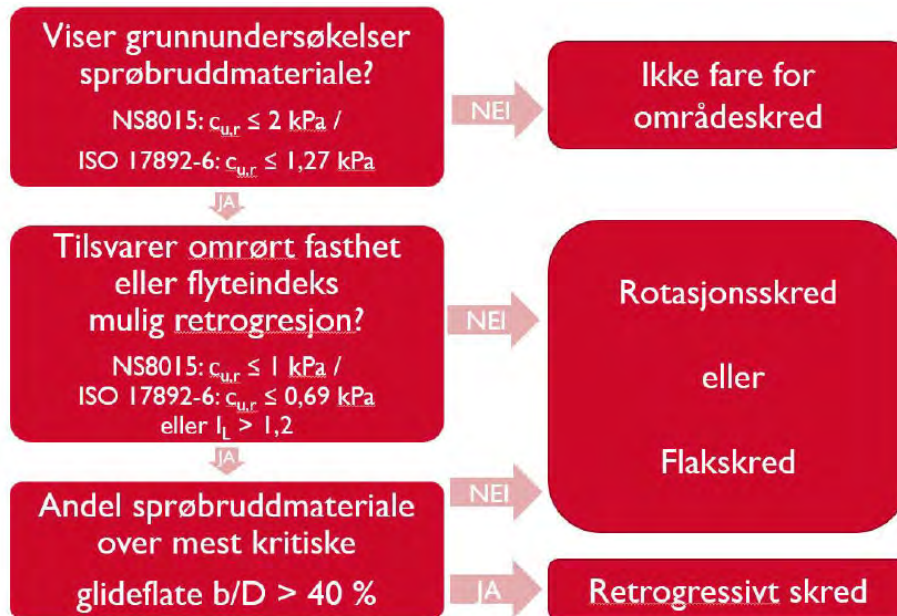 Viser grunnundersøkelser
sprøbruddmateriale?
NS8015: cu,r ≤ 2 kPa /
ISO 17892-6: cu,r ≤ 1,27 kPa
NEI
Ikke fare for
områdeskred
JA
Tilsvarer omrørt fasthet
eller flyteindeks
mulig retrogresjon?
NS8015: cu,r ≤ 1 kPa /
ISO 17892-6: cu,r ≤ 0,69 kPa
eller IL > 1,2
NEI
Rotasjonsskred
eller
Flakskred
JA
Andel sprøbruddmateriale
over mest kritiske
glideflate b/D > 40 %
NEI
JA
Retrogressivt skred